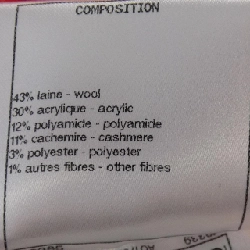 COMPOSITION
43% laine - wool
30% acrylique - acrylic
12% polyamide - polyamide
11% cachemire - cashmere
3% polyester - polyester
1% autres fibres - other fibres